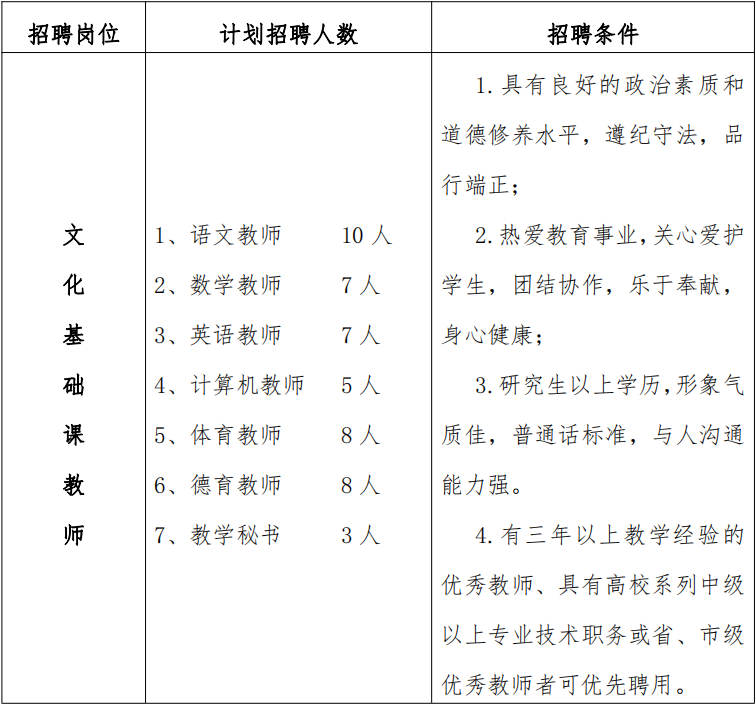 招聘岗位 计划招聘人数 招聘条件
文
化
基
础
课
教
师
1、语文教师 10 人
2、数学教师 7 人
3、英语教师 7 人
4、计算机教师 5 人
5、体育教师 8 人
6、德育教师 8 人
7、教学秘书 3 人
1.具有良好的政治素质和
道德修养水平，遵纪守法，品
行端正；
2.热爱教育事业,关心爱护
学生，团结协作，乐于奉献，
身心健康；
3.研究生以上学历,形象气
质佳，普通话标准，与人沟通
能力强。
4.有三年以上教学经验的
优秀教师、具有高校系列中级
以上专业技术职务或省、市级
优秀教师者可优先聘用。